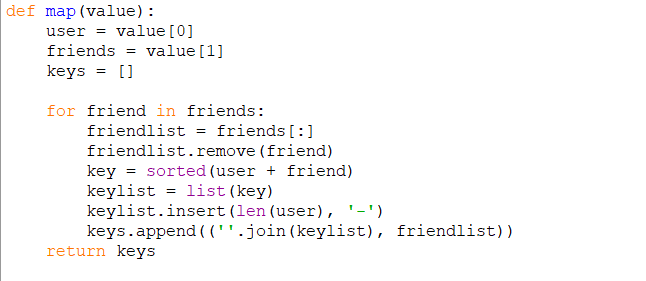 def map(value):
    user = value[0]
    friends = value[1]
    keys = []

    for friend in friends:
        friendlist = friends[:]
        friendlist.remove(friend)
        key = sorted(user + friend)
        keylist = list(key)
        keylist.insert(len(user), '-')
        keys.append((''.join(keylist), friendlist))
    return keys